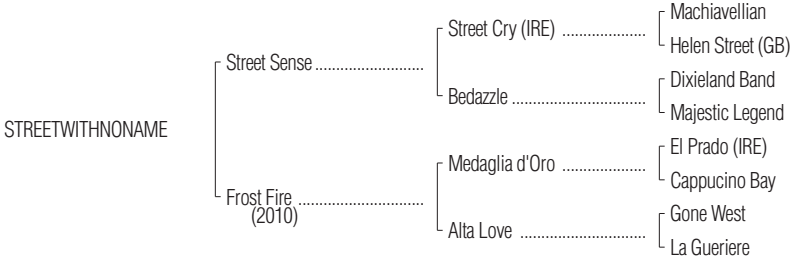 Machiavellian
Street Cry (IRE) ....................
Helen Street (GB)
Street Sense ..........................
Dixieland Band
Bedazzle ................................
Majestic Legend
STREETWITHNONAME
El Prado (IRE)
Medaglia d'Oro ....................
Cappucino Bay
Frost Fire ..............................
(2010)
Gone West
Alta Love ..............................
La Gueriere